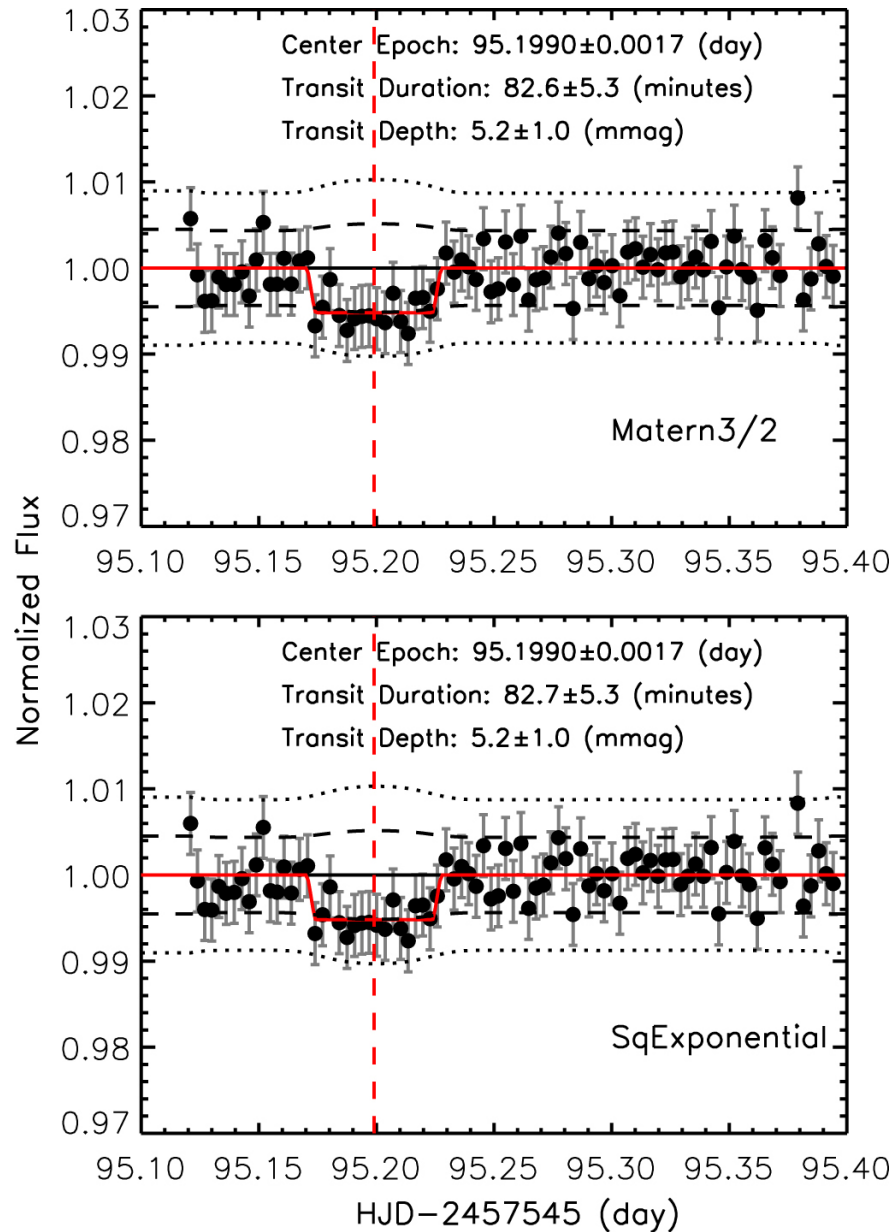 1.03
Center Epoch: 95.1990±0.0017 (day)
1.02
Transit Duration: 82.6±5.3 (minutes)
Transit Depth: 5.2±1.0 (mmag)
1.01
1.00
0.99
0.98
Matern3/2
0.97
95.10 95.15 95.20 95.25 95.30 95.35 95.40
Normalized Flux
1.03
Center Epoch: 95.1990±0.0017 (day)
1.02
Transit Duration: 82.7±5.3 (minutes)
Transit Depth: 5.2±1.0 (mmag)
1.01
1.00
0.99
0.98
SqExponential
0.97
95.10 95.15 95.20 95.25 95.30 95.35 95.40
HJD-2457545 (day)